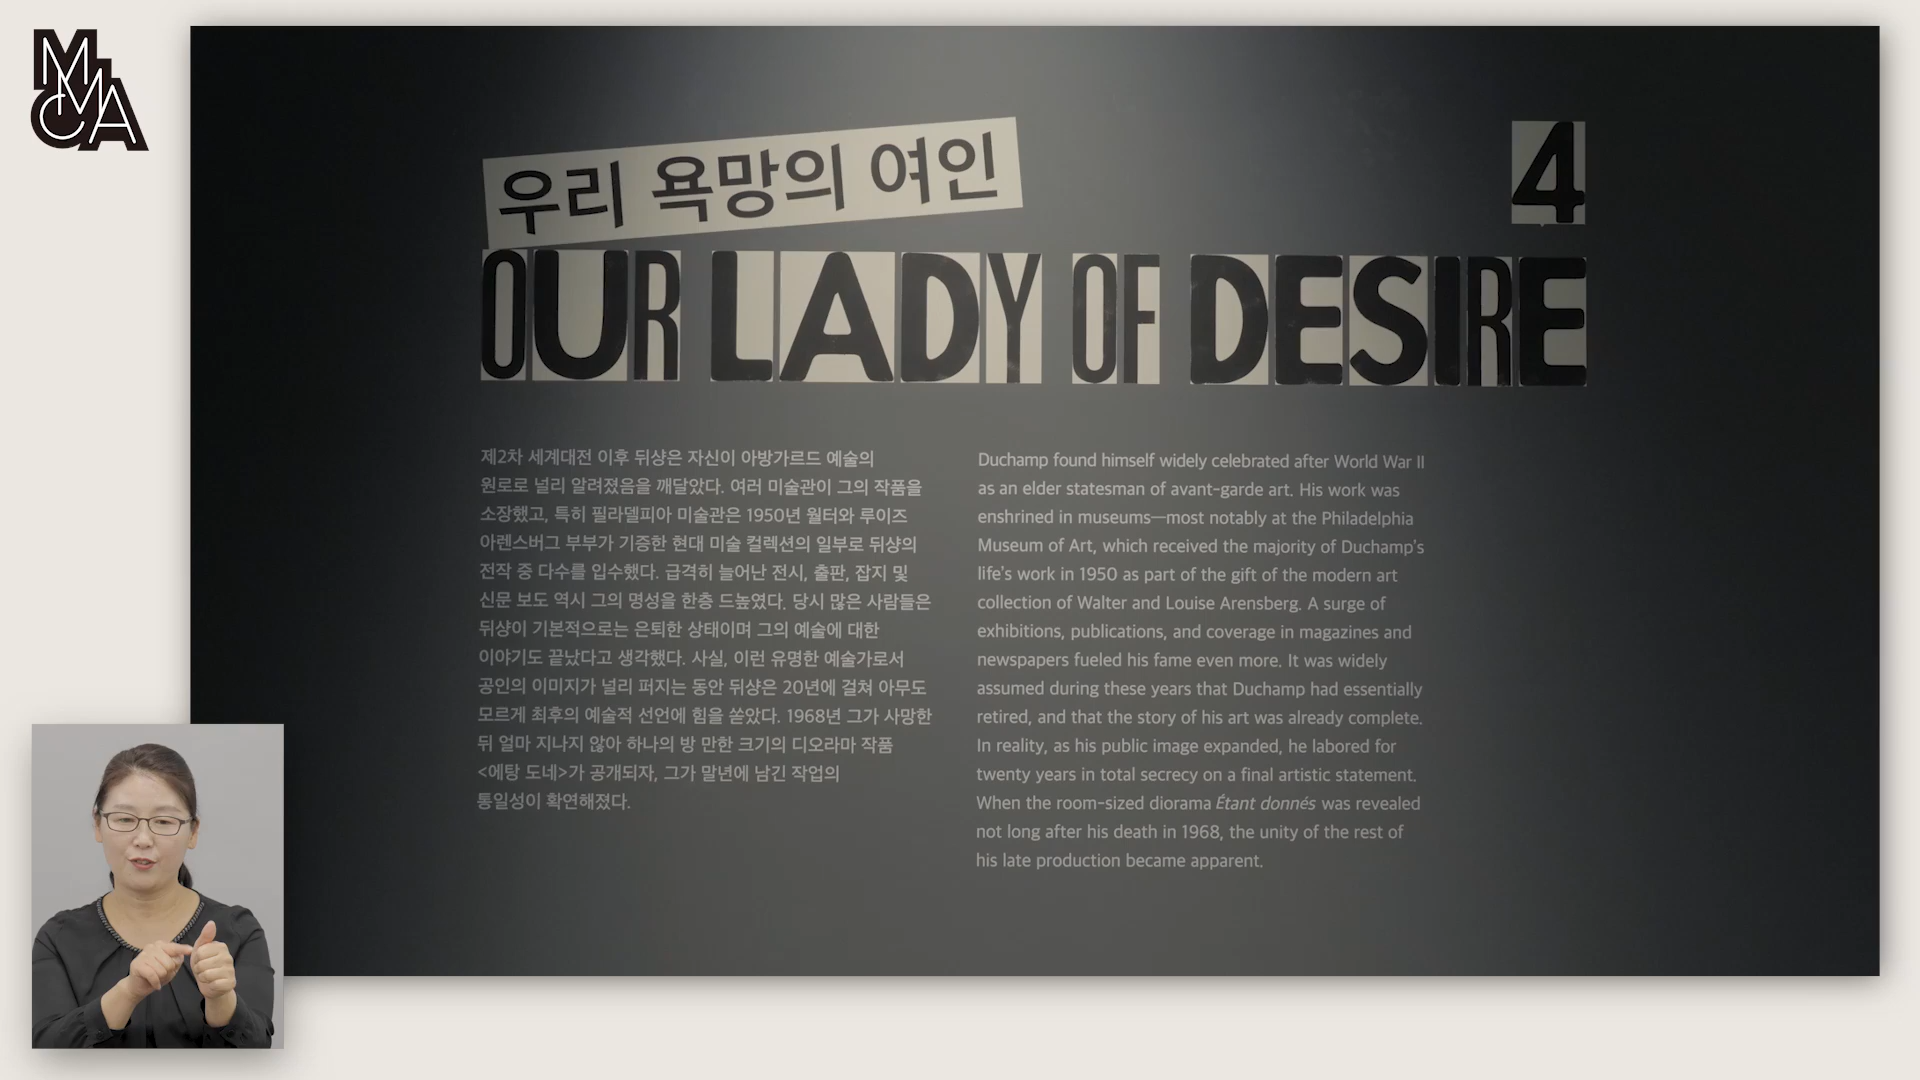 MMCA
우리 욕망의 여인
4
OUR LADY OF DESIRE
제2차 세계대전 이후 뒤샹은 자신이 아방가르드 예술의
원로로 널리 알려졌음을 깨달았다. 여러 미술관이 그의 작품을
소장했고, 특히 필라델피아 미술관은 1950년 월터와 루이즈
아렌스버그 부부가 기증한 현대 미술 컬렉션의 일부로 뒤샹의
전작 중 다수를 입수했다. 급격히 늘어난 전시, 출판, 잡지 및
신문 보도 역시 그의 명성을 한층 드높였다. 당시 많은 사람들은
뒤샹이 기본적으로는 은퇴한 상태이며 그의 예술에 대한
이야기도 끝났다고 생각했다. 사실, 이런 유명한 예술가로서
공인의 이미지가 널리 퍼지는 동안 뒤샹은 20년에 걸쳐 아무도
모르게 최후의 예술적 선언에 힘을 쏟았다. 1968년 그가 사망한
뒤 얼마 지나지 않아 하나의 방 만한 크기의 디오라마 작품
<에탕 도네>가 공개되자, 그가 말년에 남긴 작업의
통일성이 확연해졌다.
Duchamp found himself widely celebrated after World War II
as an elder statesman of avant-garde art. His work was
enshrined in museums—most notably at the Philadelphia
Museum of Art, which received the majority of Duchamp's
life's work in 1950 as part of the gift of the modern art
collection of Walter and Louise Arensberg. A surge of
exhibitions, publications, and coverage in magazines and
newspapers fueled his fame even more. It was widely
assumed during these years that Duchamp had essentially
retired, and that the story of his art was already complete.
In reality, as his public image expanded, he labored for
twenty years in total secrecy on a final artistic statement.
When the room-sized diorama Étant donnés was revealed
not long after his death in 1968, the unity of the rest of
his late production became apparent.